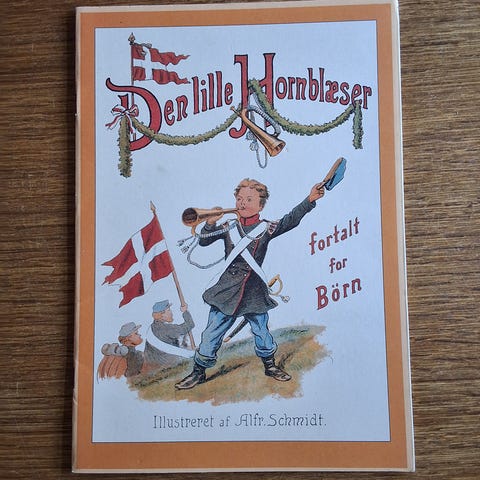 Den lille Hornblæser
fortalt
for
Börn
Illustreret af Alfr. Schmidt.